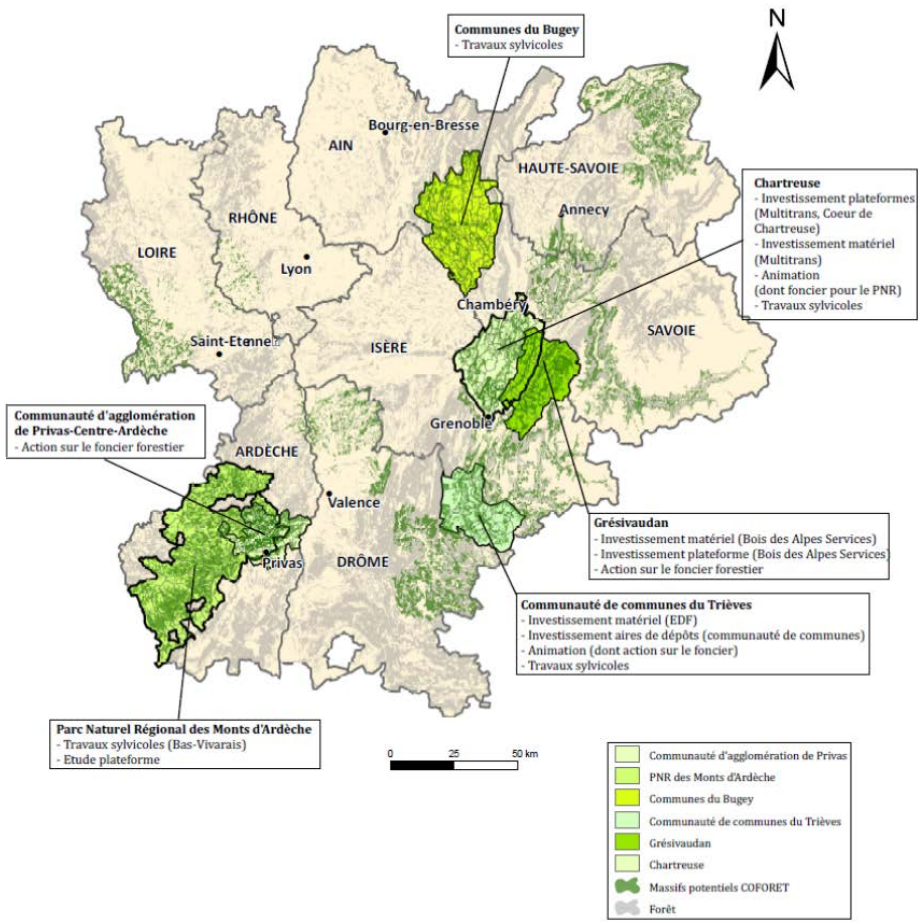 N
Communes du Bugey
- Travaux sylvicoles
Bourg-en-Bresse
AIN
HAUTE-SAVOIE
Annecy
RHÔNE
LOIRE
Lyon
Chartreuse
- Investissement plateformes
(Multitrans, Coeur de
Chartreuse)
- Investissement matériel
(Multitrans)
- Animation
(dont foncier pour le PNR)
- Travaux sylvicoles
Chambéry
SAVOIE
Saint-Etienne
ISÈRE
Communauté d'agglomération
de Privas-Centre-Ardèche
- Action sur le foncier forestier
Grenoble
ARDÈCHE
Valence
Privas
DRÔME
Grésivaudan
- Investissement matériel (Bois des Alpes Services)
- Investissement plateforme (Bois des Alpes Services)
- Action sur le foncier forestier
Communauté de communes du Trièves
- Investissement matériel (EDF)
- Investissement aires de dépôts (communauté de communes)
- Animation (dont action sur le foncier)
- Travaux sylvicoles
Parc Naturel Régional des Monts d'Ardèche
- Travaux sylvicoles (Bas-Vivarais)
- Etude plateforme
0 25 50 km
Communauté d'agglomération de Privas
PNR des Monts d'Ardèche
Communes du Bugey
Communauté de communes du Trièves
Grésivaudan
Chartreuse
Massifs potentiels COFORET
Forêt